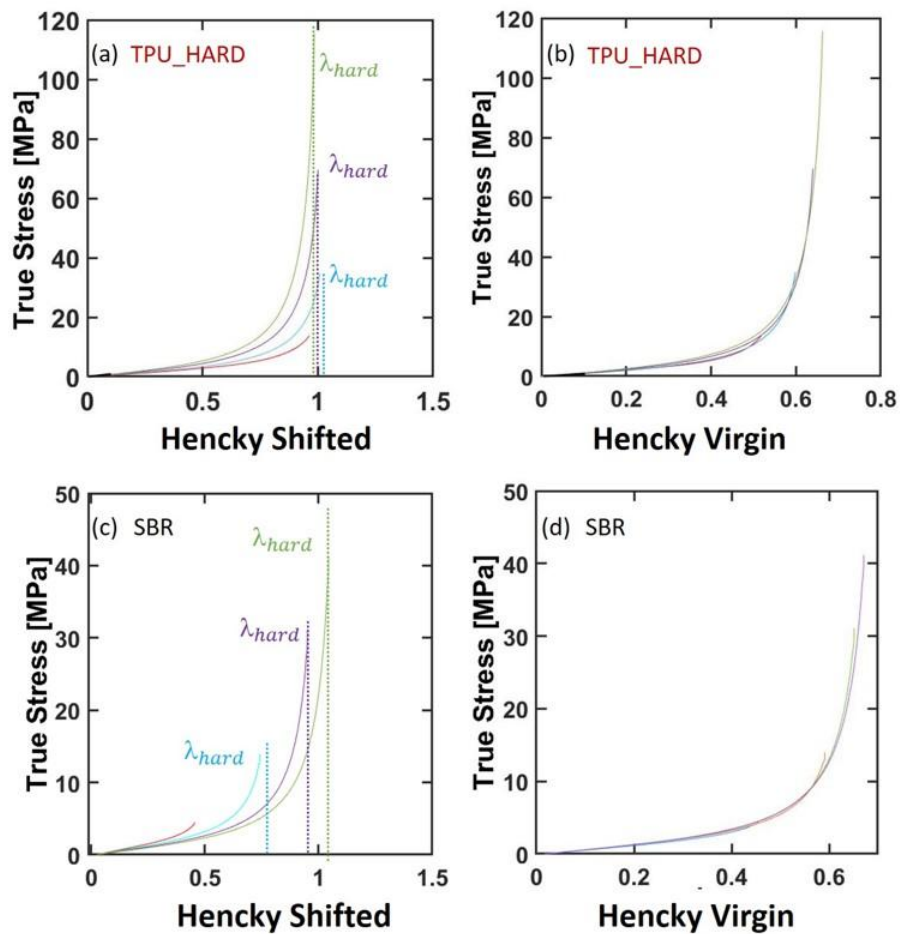 (a) TPU_HARD
120
100
80
60
40
20
0
True Stress [MPa]
λhard
λhard
λhard
0 0.5 1 1.5
Hencky Shifted
(b) TPU_HARD
120
100
80
60
40
20
0
True Stress [MPa]
0 0.2 0.4 0.6 0.8
Hencky Virgin
(c) SBR
50
40
30
20
10
0
True Stress [MPa]
λhard
λhard
λhard
0 0.5 1 1.5
Hencky Shifted
(d) SBR
50
40
30
20
10
0
True Stress [MPa]
0 0.2 0.4 0.6
Hencky Virgin